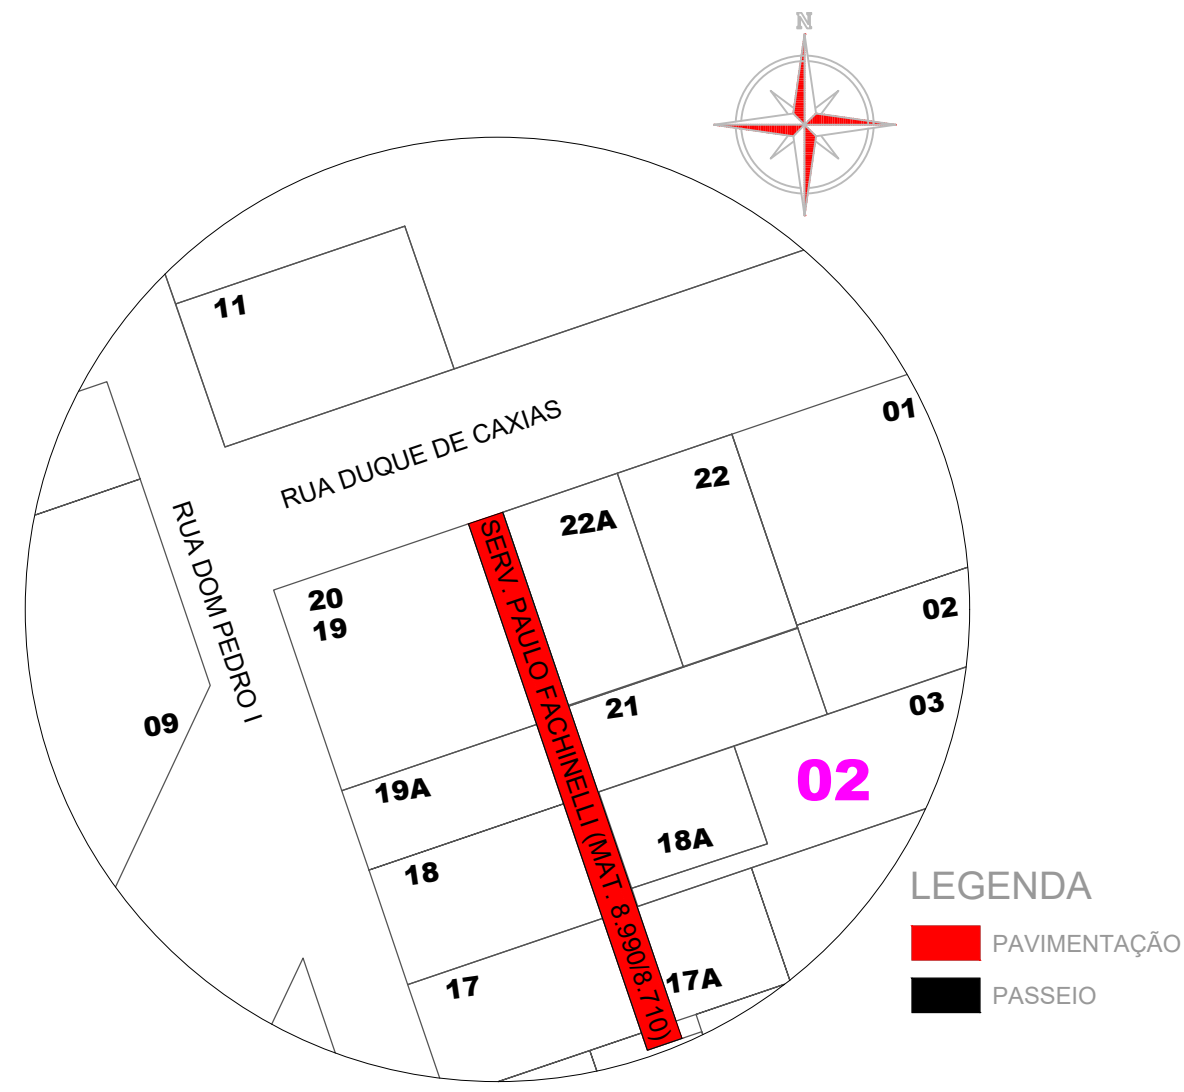 N
11
RUA DUQUE DE CAXIAS
01
22
22A
RUA DOM PEDRO I
SERV. PAULO FACHINELLI (MAT. 8.990/8.710)
20
19
02
21
03
09
19A
02
18A
18
17
17A
LEGENDA
PAVIMENTAÇÃO
PASSEIO